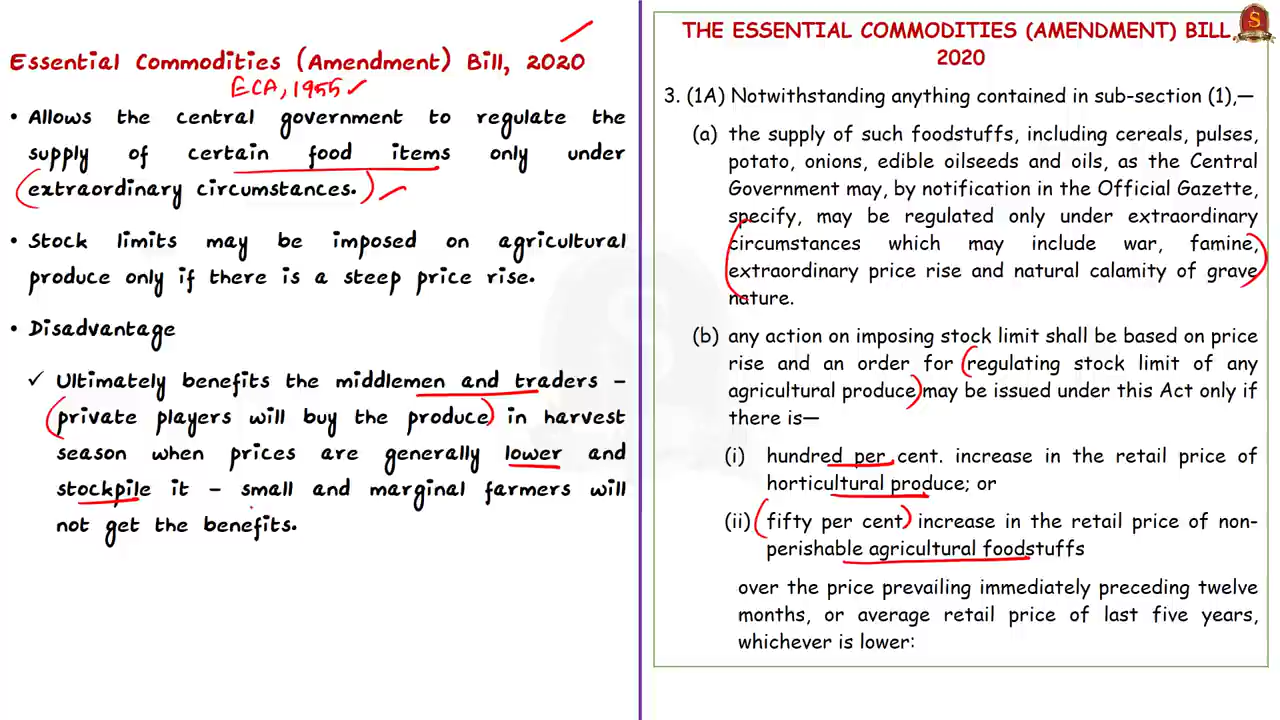 Essential Commodities (Amendment) Bill, 2020
ECA, 1955
• Allows the central government to regulate the
supply of certain food items only under
extraordinary circumstances.
• Stock limits may be imposed on agricultural
produce only if there is a steep price rise.
• Disadvantage
✓ Ultimately benefits the middlemen and traders –
private players will buy the produce in harvest
season when prices are generally lower and
stockpile it – small and marginal farmers will
not get the benefits.
THE ESSENTIAL COMMODITIES (AMENDMENT) BILL,
2020
3. (1A) Notwithstanding anything contained in sub-section (1),—
(a) the supply of such foodstuffs, including cereals, pulses,
potato, onions, edible oilseeds and oils, as the Central
Government may, by notification in the Official Gazette,
specify, may be regulated only under extraordinary
circumstances which may include war, famine,
extraordinary price rise and natural calamity of grave
nature.
(b) any action on imposing stock limit shall be based on price
rise and an order for regulating stock limit of any
agricultural produce may be issued under this Act only if
there is—
(i) hundred per cent. increase in the retail price of
horticultural produce; or
(ii) fifty per cent increase in the retail price of non-
perishable agricultural foodstuffs
over the price prevailing immediately preceding twelve
months, or average retail price of last five years,
whichever is lower:
S